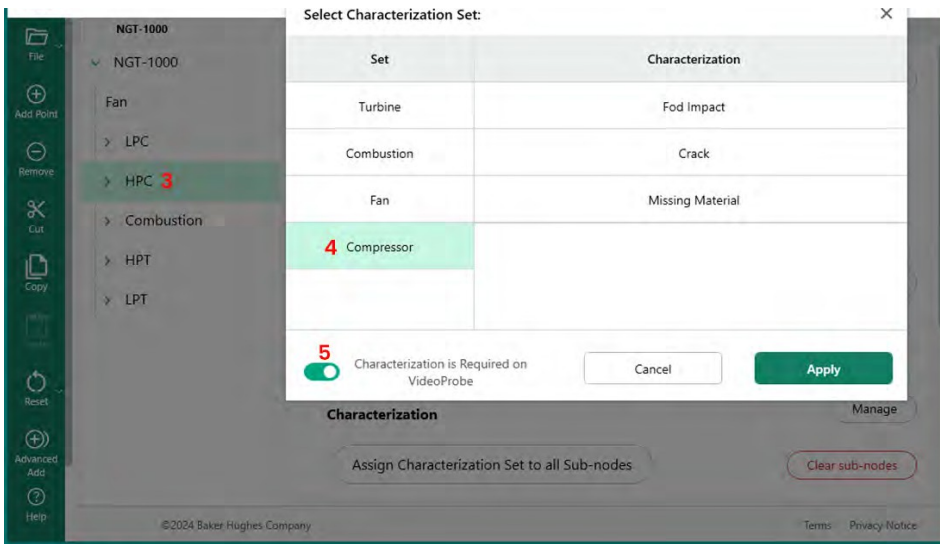 Select Characterization Set:
File
Add Point
Remove
Cut
Copy
Reset
Advanced
Add
Help
NGT-1000
NGT-1000
Fan
LPC
HPC 3
Combustion
HPT
LPT
Set Characterization
Turbine Fod Impact
Combustion Crack
Fan Missing Material
4 Compressor
5
Characterization is Required on
VideoProbe
Cancel
Apply
Characterization
Manage
Assign Characterization Set to all Sub-nodes
Clear sub-nodes
©2024 Baker Hughes Company
Terms Privacy Notice